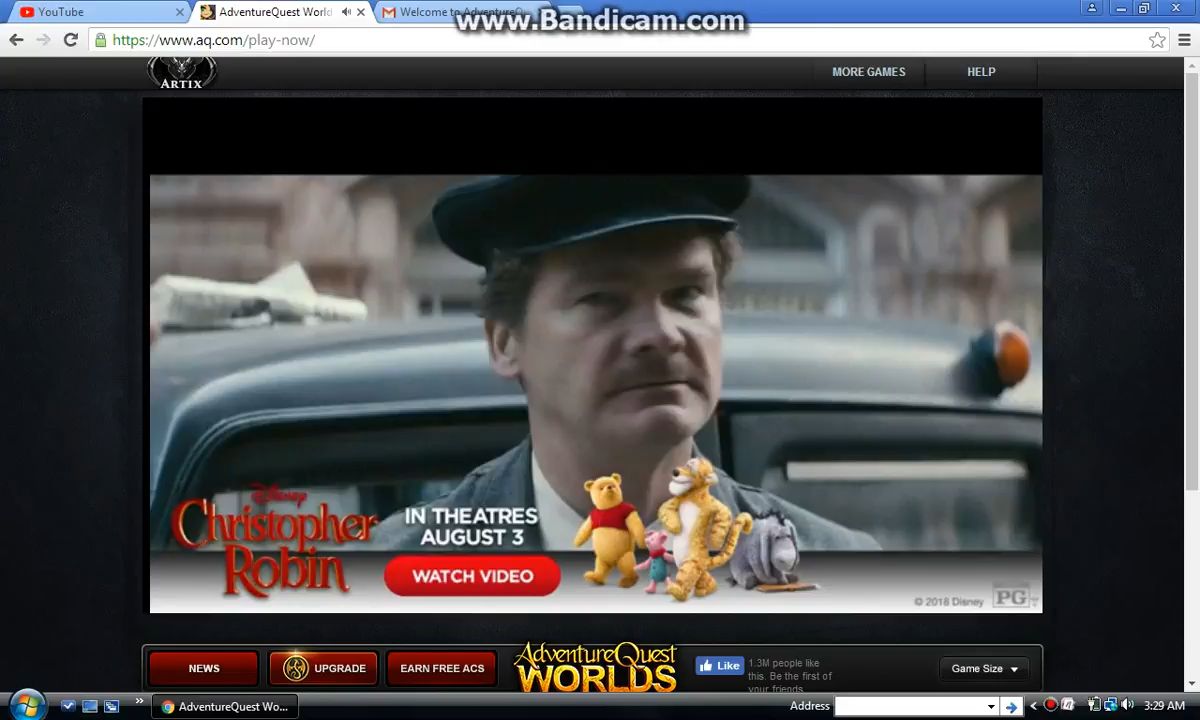 www.Bandicam.com
YouTube
AdventureQuest World
Welcome to AdventureQu
https://www.aq.com/play-now/
ARTIX
MORE GAMES
HELP
Disney
Christopher
Robin
IN THEATRES
AUGUST 3
WATCH VIDEO
© 2018 Disney
PG
NEWS
UPGRADE
EARN FREE ACS
AdventureQuest
WORLDS
Like
1.3M people like
this. Be the first of
your friends.
Game Size
AdventureQuest Wo...
Address
3:29 AM